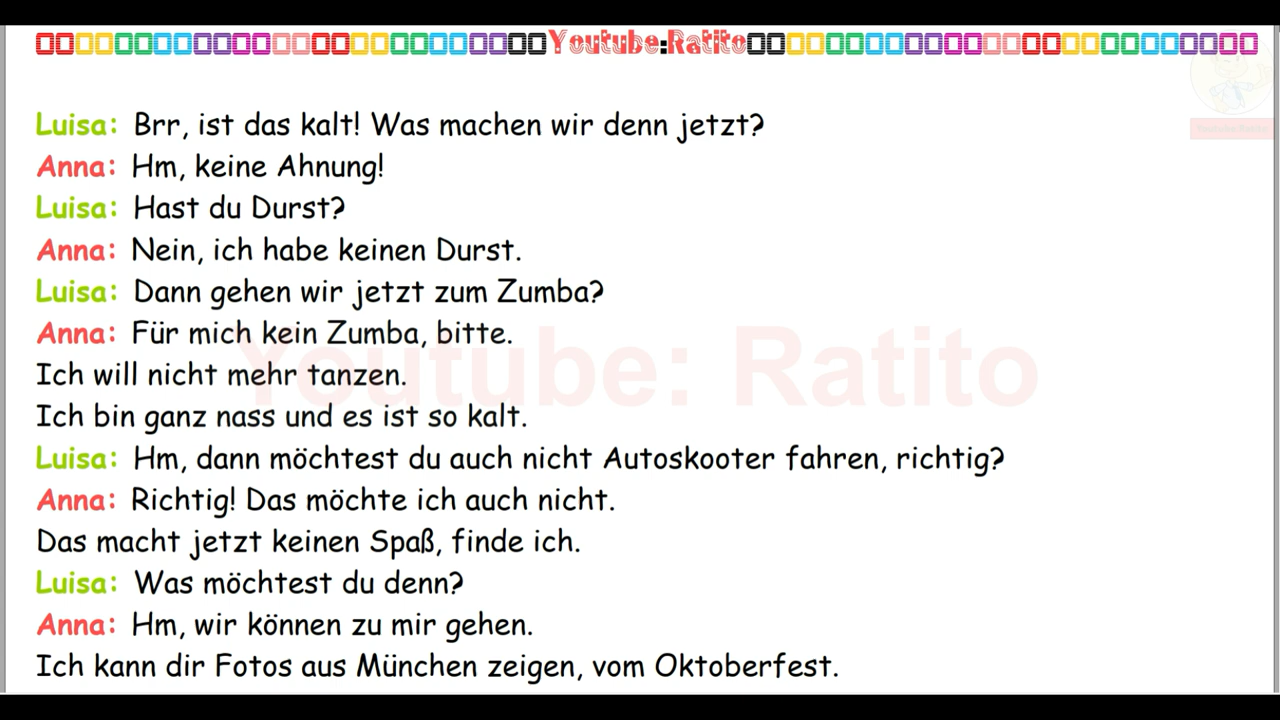 Youtube:Ratito
Luisa: Brr, ist das kalt! Was machen wir denn jetzt?
Anna: Hm, keine Ahnung!
Luisa: Hast du Durst?
Anna: Nein, ich habe keinen Durst.
Luisa: Dann gehen wir jetzt zum Zumba?
Anna: Für mich kein Zumba, bitte.
Youtube: Ratito
Ich will nicht mehr tanzen.
Ich bin ganz nass und es ist so kalt.
Luisa: Hm, dann möchtest du auch nicht Autoskooter fahren, richtig?
Anna: Richtig! Das möchte ich auch nicht.
Das macht jetzt keinen Spaß, finde ich.
Luisa: Was möchtest du denn?
Anna: Hm, wir können zu mir gehen.
Ich kann dir Fotos aus München zeigen, vom Oktoberfest.